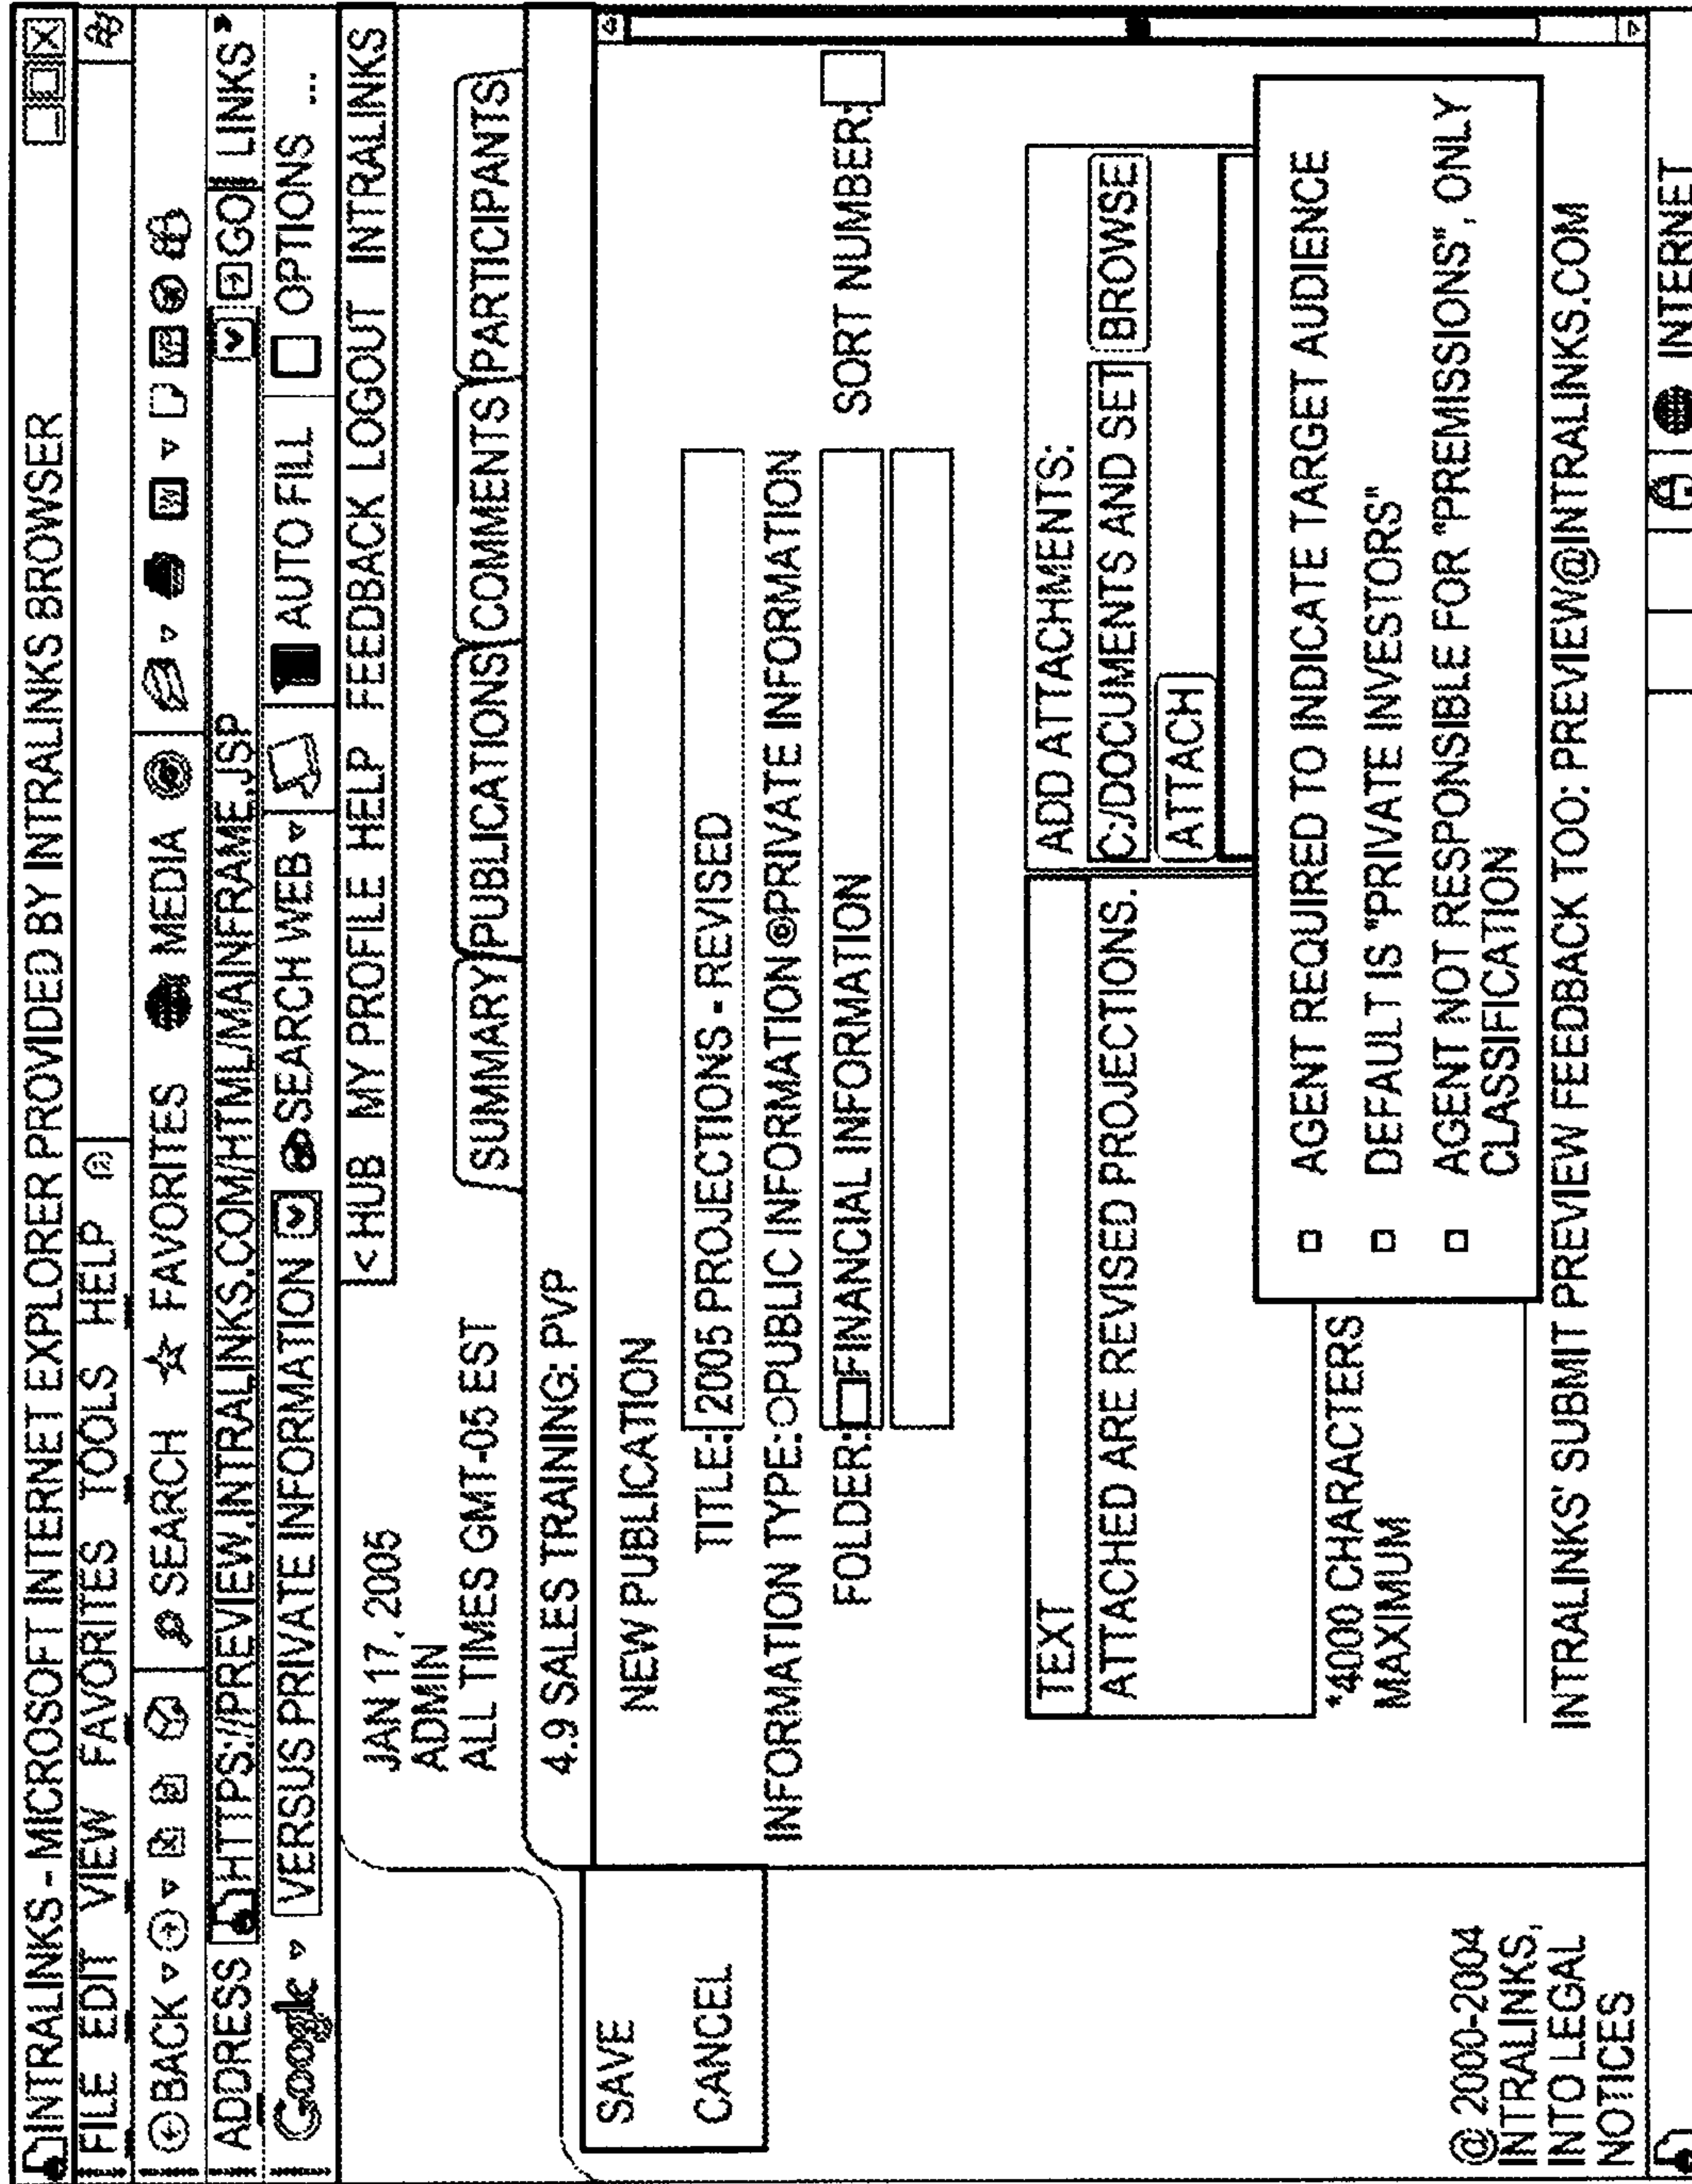 INTRALINKS - MICROSOFT INTERNET EXPLORER PROVIDED BY INTRALINKS BROWSER
FILE EDIT VIEW FAVORITES TOOLS HELP
BACK SEARCH FAVORITES MEDIA
ADDRESS HTTPS://PREVIEW.INTRALINKS.COM/HTML/MAINFRAME.JSP GO LINKS »
Google VERSUS PRIVATE INFORMATION SEARCH WEB AUTO FILL OPTIONS ...
< HUB MY PROFILE HELP FEEDBACK LOGOUT INTRALINKS
JAN 17, 2005
ADMIN
ALL TIMES GMT-05 EST
SUMMARY PUBLICATIONS COMMENTS PARTICIPANTS
4.9 SALES TRAINING: PVP
SAVE
CANCEL
NEW PUBLICATION
TITLE: 2005 PROJECTIONS - REVISED
INFORMATION TYPE: PUBLIC INFORMATION PRIVATE INFORMATION
FOLDER: FINANCIAL INFORMATION SORT NUMBER:
TEXT
ATTACHED ARE REVISED PROJECTIONS.
*4000 CHARACTERS
MAXIMUM
ADD ATTACHMENTS:
C:/DOCUMENTS AND SET BROWSE
ATTACH
AGENT REQUIRED TO INDICATE TARGET AUDIENCE
DEFAULT IS "PRIVATE INVESTORS"
AGENT NOT RESPONSIBLE FOR "PREMISSIONS", ONLY
CLASSIFICATION
INTRALINKS' SUBMIT PREVIEW FEEDBACK TOO: PREVIEW@INTRALINKS.COM
@ 2000-2004
INTRALINKS,
INTO LEGAL
NOTICES
INTERNET